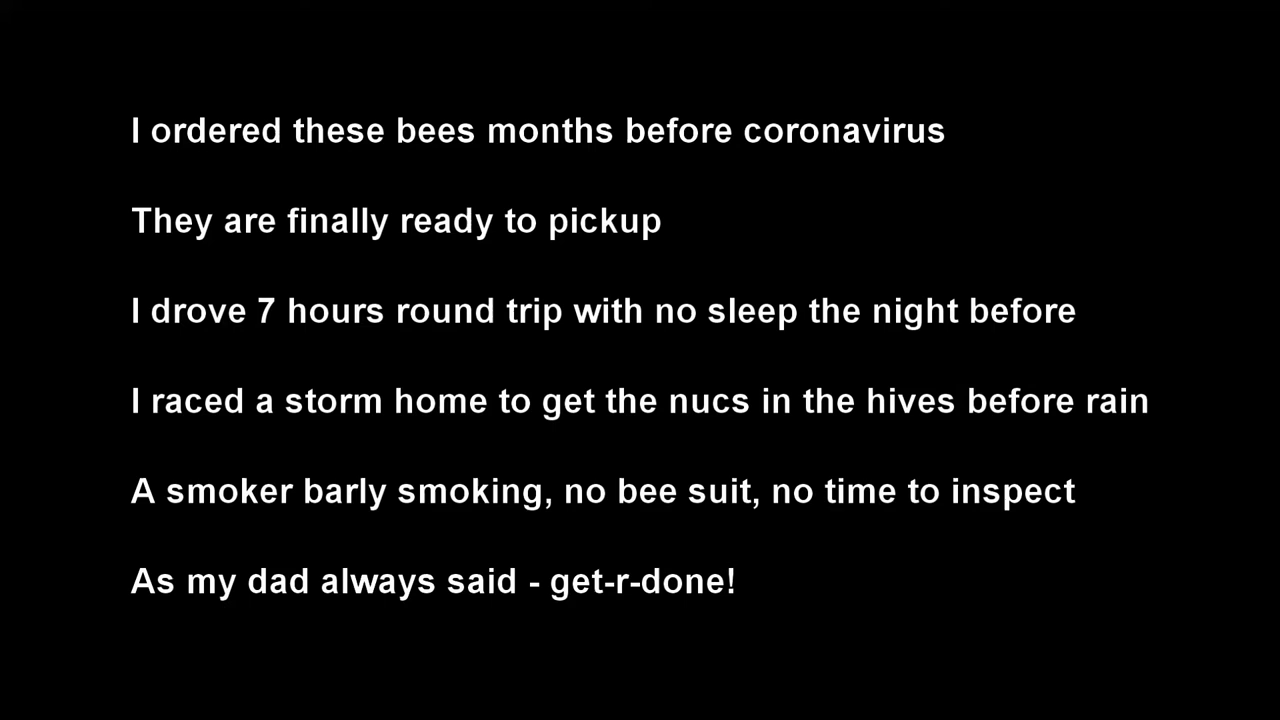 I ordered these bees months before coronavirus
They are finally ready to pickup
I drove 7 hours round trip with no sleep the night before
I raced a storm home to get the nucs in the hives before rain
A smoker barly smoking, no bee suit, no time to inspect
As my dad always said - get-r-done!